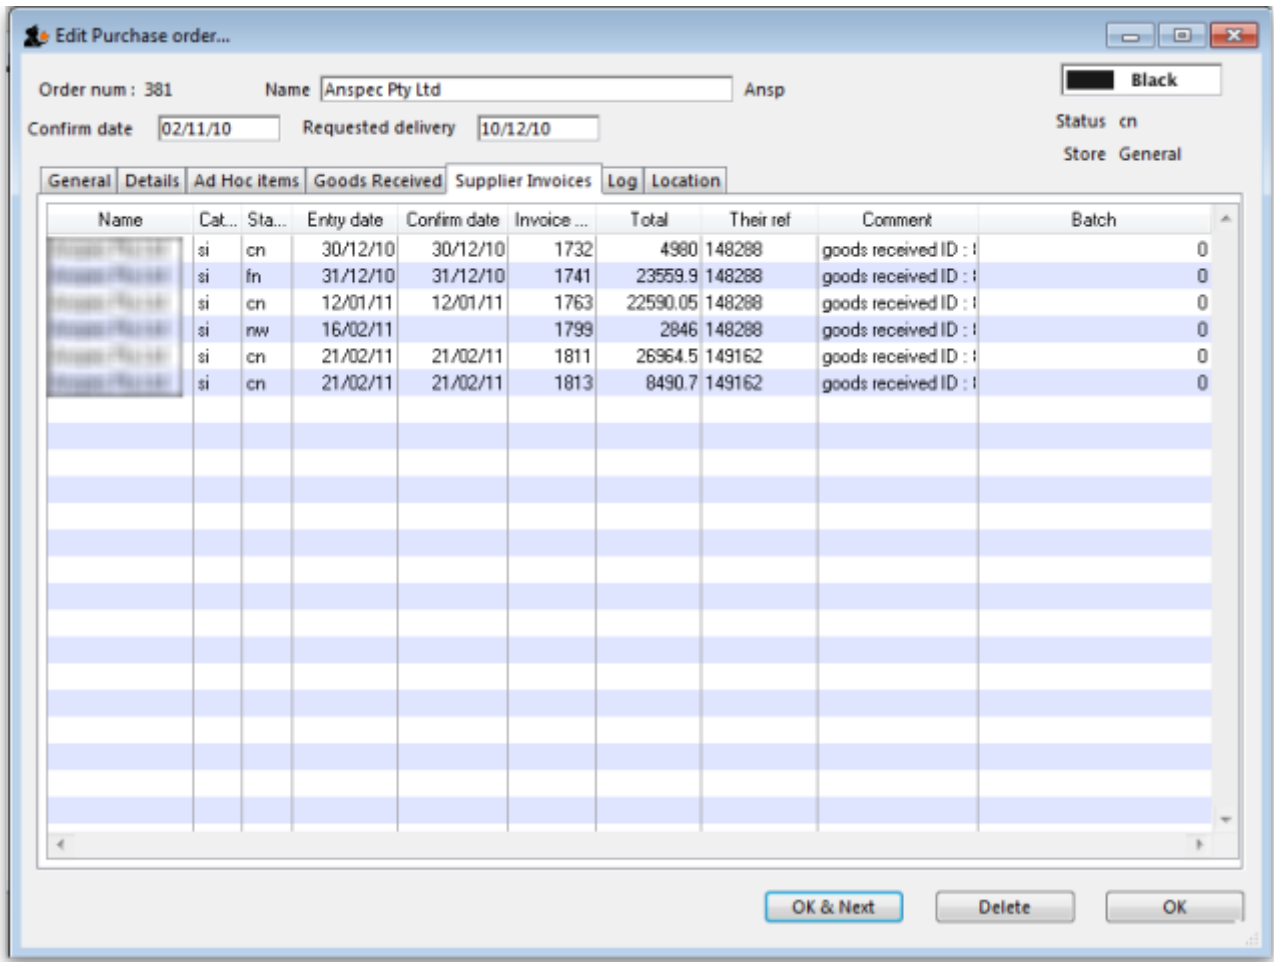 Edit Purchase order...
Order num : 381 Name Anspec Pty Ltd Ansp Black
Confirm date 02/11/10 Requested delivery 10/12/10 Status cn
Store General
General Details Ad Hoc items Goods Received Supplier Invoices Log Location
Name Cat... Sta... Entry date Confirm date Invoice ... Total Their ref Comment Batch
si cn 30/12/10 30/12/10 1732 4980 148288 goods received ID : 0
si fn 31/12/10 31/12/10 1741 23559.9 148288 goods received ID : 0
si cn 12/01/11 12/01/11 1763 22590.05 148288 goods received ID : 0
si nw 16/02/11 1799 2846 148288 goods received ID : 0
si cn 21/02/11 21/02/11 1811 26964.5 149162 goods received ID : 0
si cn 21/02/11 21/02/11 1813 8490.7 149162 goods received ID : 0
OK & Next Delete OK